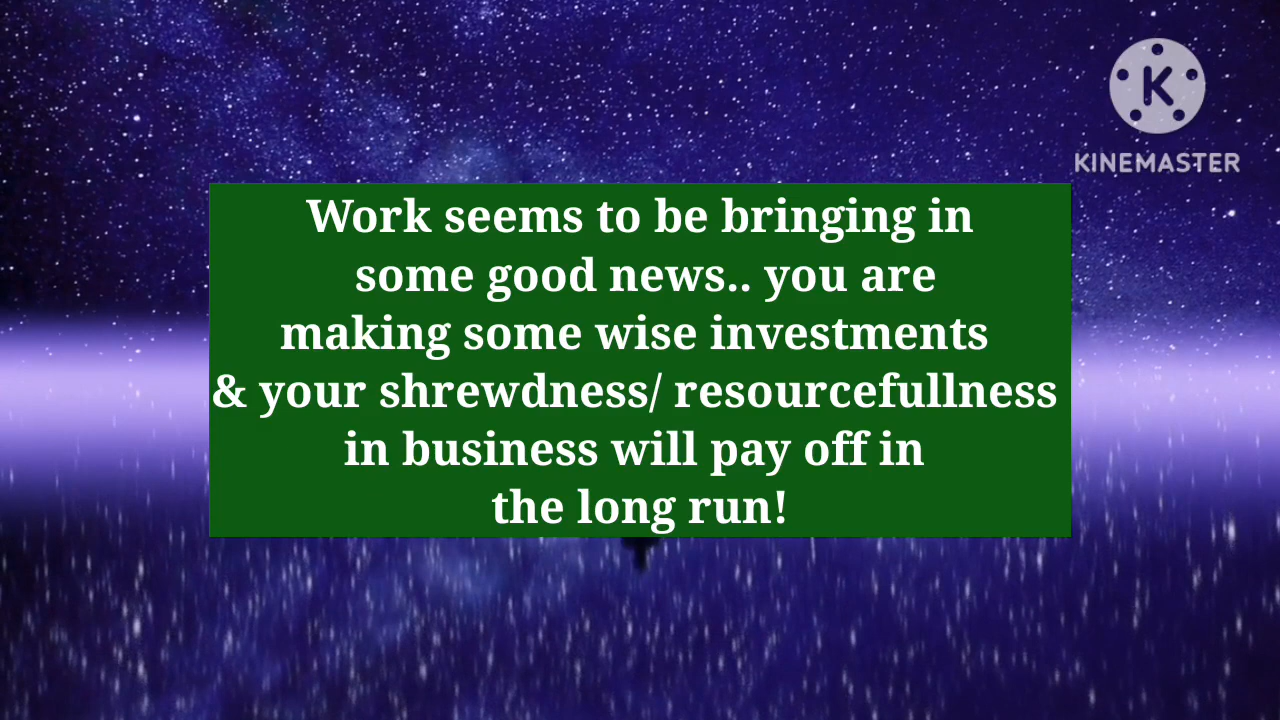 K
KINEMASTER
Work seems to be bringing in
some good news.. you are
making some wise investments
& your shrewdness/ resourcefullness
in business will pay off in
the long run!